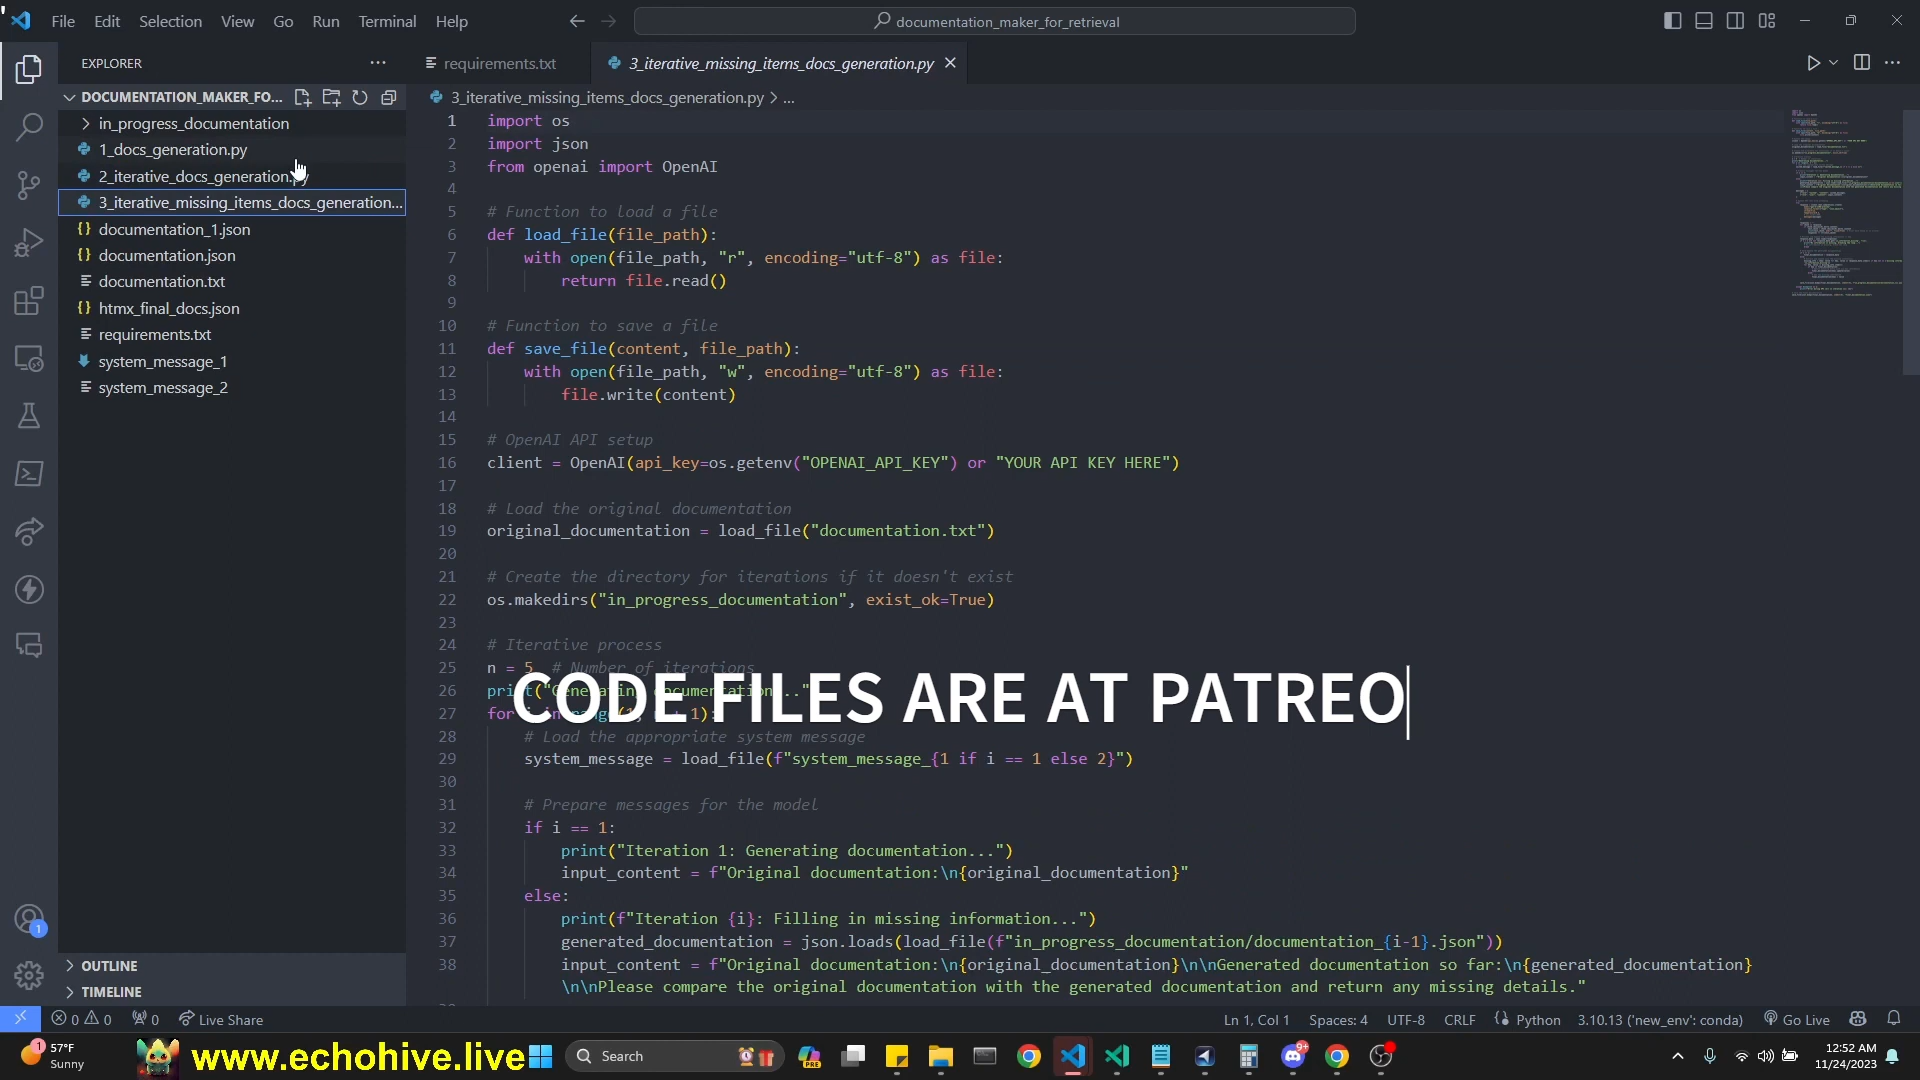 File Edit Selection View Go Run Terminal Help
documentation_maker_for_retrieval
EXPLORER
requirements.txt
3_iterative_missing_items_docs_generation.py
DOCUMENTATION_MAKER_FO...
3_iterative_missing_items_docs_generation.py > ...
in_progress_documentation
1_docs_generation.py
2_iterative_docs_generation.py
3_iterative_missing_items_docs_generation...
documentation_1.json
documentation.json
documentation.txt
htmx_final_docs.json
requirements.txt
system_message_1
system_message_2
OUTLINE
TIMELINE
1 import os
2 import json
3 from openai import OpenAI
4
5 # Function to load a file
6 def load_file(file_path):
7 with open(file_path, "r", encoding="utf-8") as file:
8 return file.read()
9
10 # Function to save a file
11 def save_file(content, file_path):
12 with open(file_path, "w", encoding="utf-8") as file:
13 file.write(content)
14
15 # OpenAI API setup
16 client = OpenAI(api_key=os.getenv("OPENAI_API_KEY") or "YOUR API KEY HERE")
17
18 # Load the original documentation
19 original_documentation = load_file("documentation.txt")
20
21 # Create the directory for iterations if it doesn't exist
22 os.makedirs("in_progress_documentation", exist_ok=True)
23
24 # Iterative process
25 n = 5 # Number of iterations
26 print("Generating documentation..."
27 for i in range(1, n + 1):
CODE FILES ARE AT PATREO
28 # Load the appropriate system message
29 system_message = load_file(f"system_message_{1 if i == 1 else 2}")
30
31 # Prepare messages for the model
32 if i == 1:
33 print("Iteration 1: Generating documentation...")
34 input_content = f"Original documentation:\n{original_documentation}"
35 else:
36 print(f"Iteration {i}: Filling in missing information...")
37 generated_documentation = json.loads(load_file(f"in_progress_documentation/documentation_{i-1}.json"))
38 input_content = f"Original documentation:\n{original_documentation}\n\nGenerated documentation so far:\n{generated_documentation}
\n\nPlease compare the original documentation with the generated documentation and return any missing details."
1
0 0 0 Live Share
Ln 1, Col 1 Spaces: 4 UTF-8 CRLF Python 3.10.13 ('new_env': conda) Go Live
1 57°F
Sunny
www.echohive.live
Search
PRE
9+
12:52 AM
11/24/2023